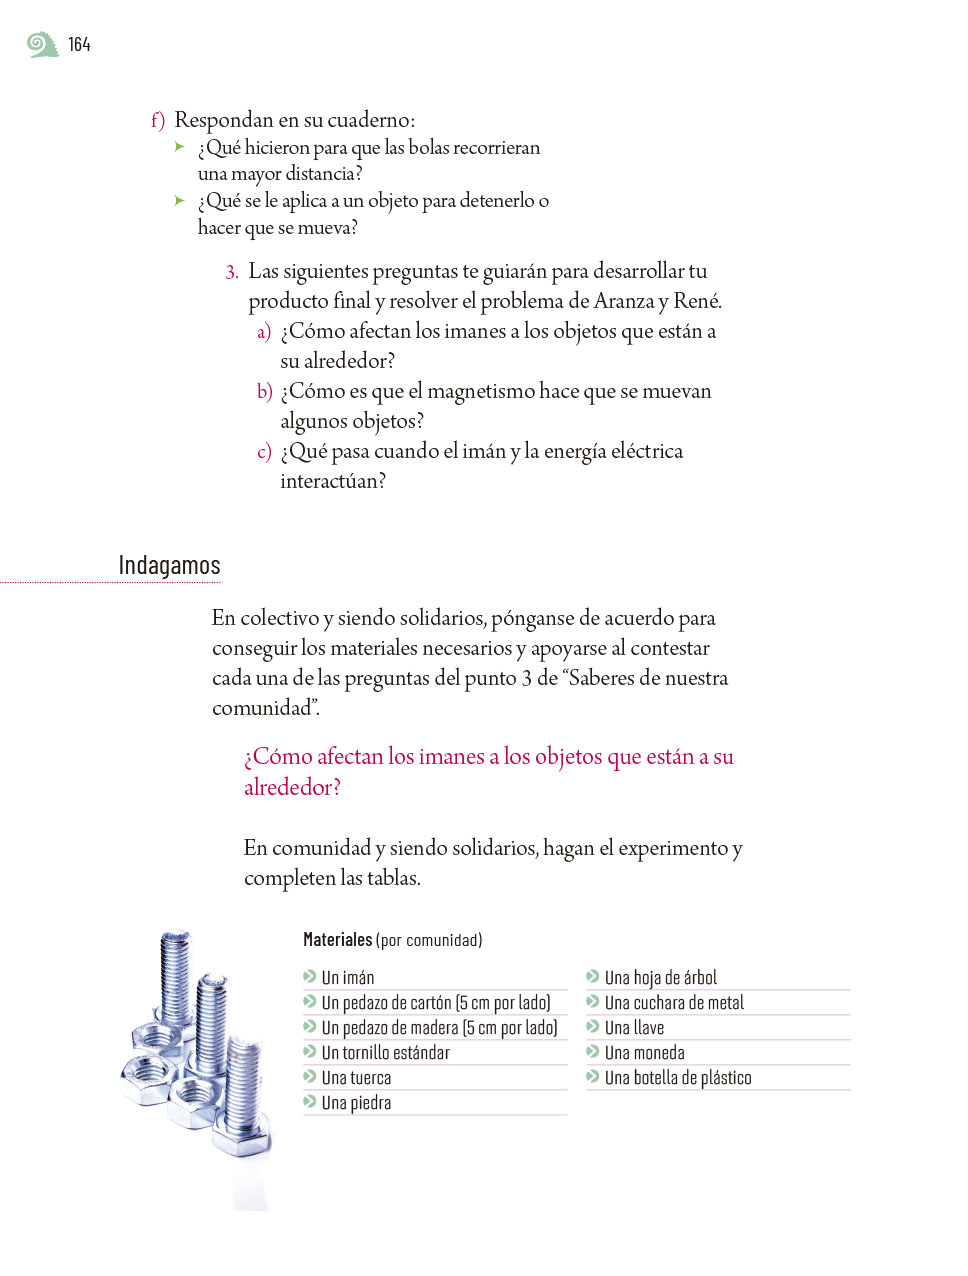 164
f) Respondan en su cuaderno:
¿Qué hicieron para que las bolas recorrieran
una mayor distancia?
¿Qué se le aplica a un objeto para detenerlo o
hacer que se mueva?
3. Las siguientes preguntas te guiarán para desarrollar tu
producto final y resolver el problema de Aranza y René.
a) ¿Cómo afectan los imanes a los objetos que están a
su alrededor?
b) ¿Cómo es que el magnetismo hace que se muevan
algunos objetos?
c) ¿Qué pasa cuando el imán y la energía eléctrica
interactúan?
Indagamos
En colectivo y siendo solidarios, pónganse de acuerdo para
conseguir los materiales necesarios y apoyarse al contestar
cada una de las preguntas del punto 3 de “Saberes de nuestra
comunidad”.
¿Cómo afectan los imanes a los objetos que están a su
alrededor?
En comunidad y siendo solidarios, hagan el experimento y
completen las tablas.
Materiales (por comunidad)
Un imán
Un pedazo de cartón (5 cm por lado)
Un pedazo de madera (5 cm por lado)
Un tornillo estándar
Una tuerca
Una piedra
Una hoja de árbol
Una cuchara de metal
Una llave
Una moneda
Una botella de plástico